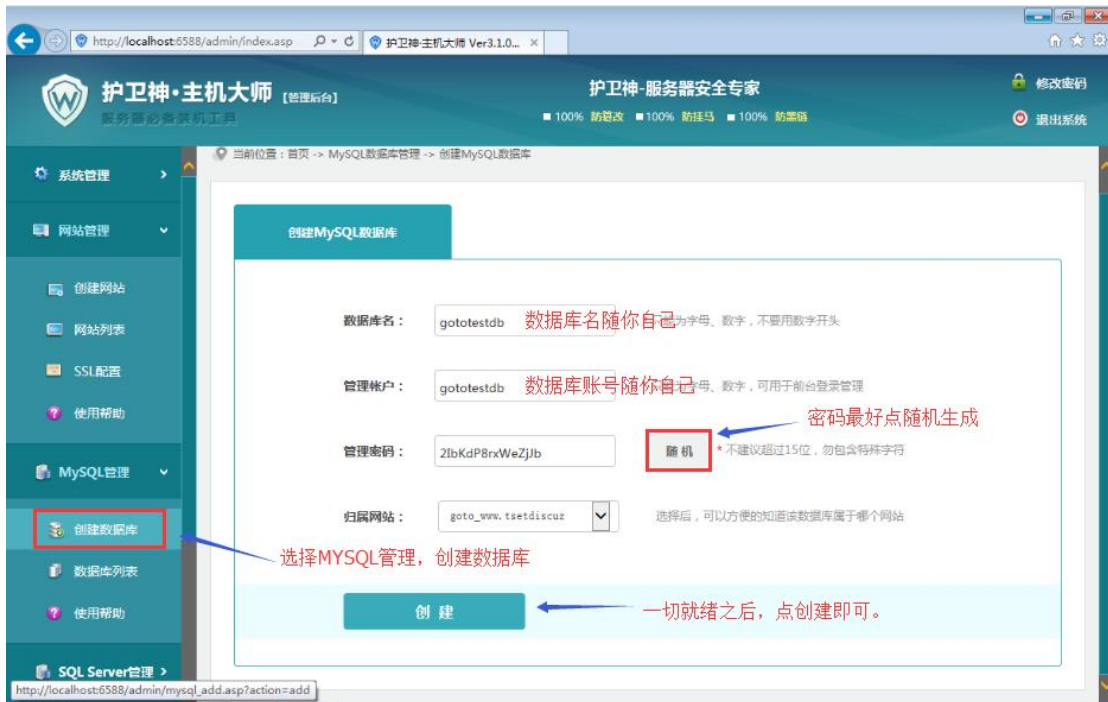 http://localhost:6588/admin/index.asp
护卫神·主机大师 Ver3.1.0...
护卫神·主机大师 [管理后台]
服务器必备装机工具
护卫神-服务器安全专家
100% 防篡改 100% 防挂马 100% 防黑链
修改密码
退出系统
当前位置：首页 -> MySQL数据库管理 -> 创建MySQL数据库
系统管理
网站管理
创建网站
网站列表
SSL配置
使用帮助
MySQL管理
创建数据库
数据库列表
使用帮助
SQL Server管理
创建MySQL数据库
数据库名：
gototestdb
数据库名随你自己
为字母、数字，不要用数字开头
管理帐户：
gototestdb
数据库账号随你自己
字母、数字，可用于前台登录管理
密码最好点随机生成
管理密码：
2IbKdP8rxWeZjJb
随机
* 不建议超过15位，勿包含特殊字符
归属网站：
goto_www.tsetdiscuz
选择后，可以方便的知道该数据库属于哪个网站
选择MYSQL管理，创建数据库
创建
一切就绪之后，点创建即可。
http://localhost:6588/admin/mysql_add.asp?action=add